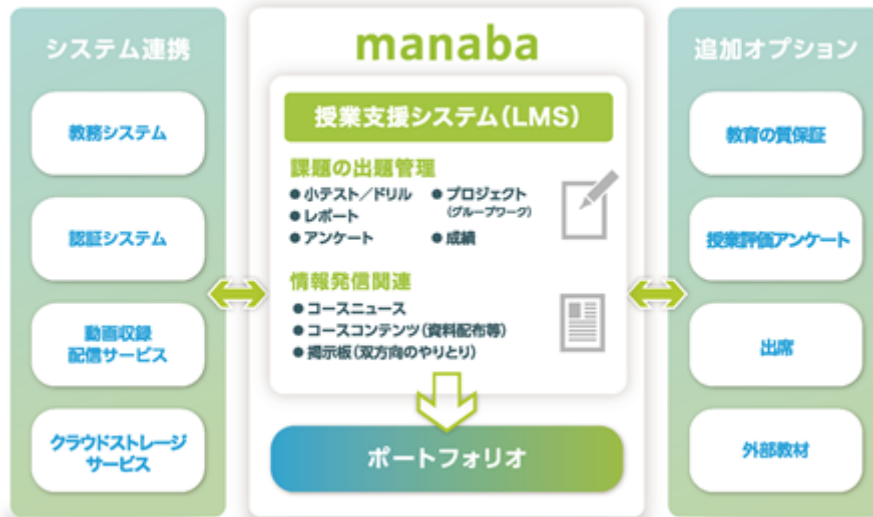 システム連携
教務システム
認証システム
動画収録
配信サービス
クラウドストレージ
サービス
manaba
授業支援システム(LMS)
課題の出題管理
●小テスト／ドリル
●レポート
●アンケート
●プロジェクト
(グループワーク)
●成績
情報発信関連
●コースニュース
●コースコンテンツ(資料配布等)
●掲示板(双方向のやりとり)
ポートフォリオ
追加オプション
教育の質保証
授業評価アンケート
出席
外部教材